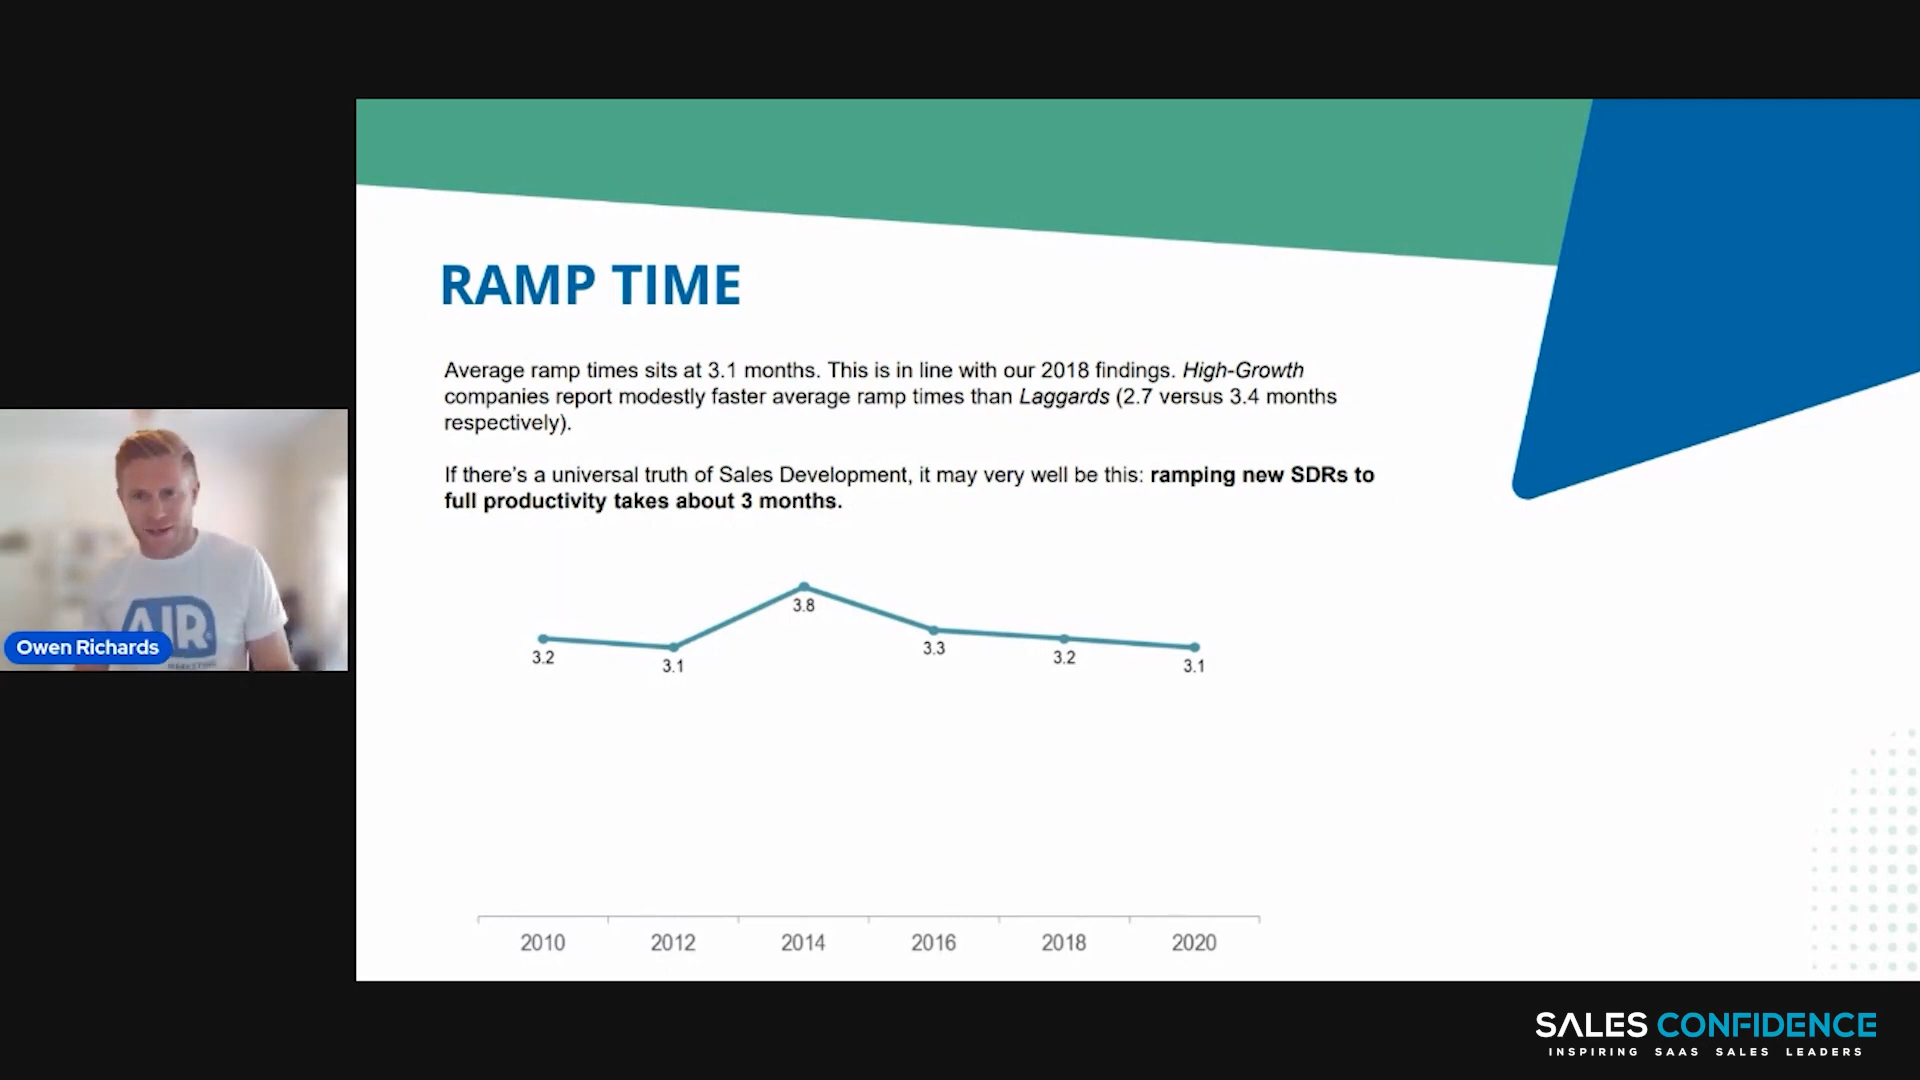 RAMP TIME
Average ramp times sits at 3.1 months. This is in line with our 2018 findings. High-Growth
companies report modestly faster average ramp times than Laggards (2.7 versus 3.4 months
respectively).
If there's a universal truth of Sales Development, it may very well be this: ramping new SDRs to
full productivity takes about 3 months.
3.2
3.1
3.8
3.3
3.2
3.1
2010
2012
2014
2016
2018
2020
AIR
MARKETING
Owen Richards
SALES CONFIDENCE
INSPIRING SAAS SALES LEADERS